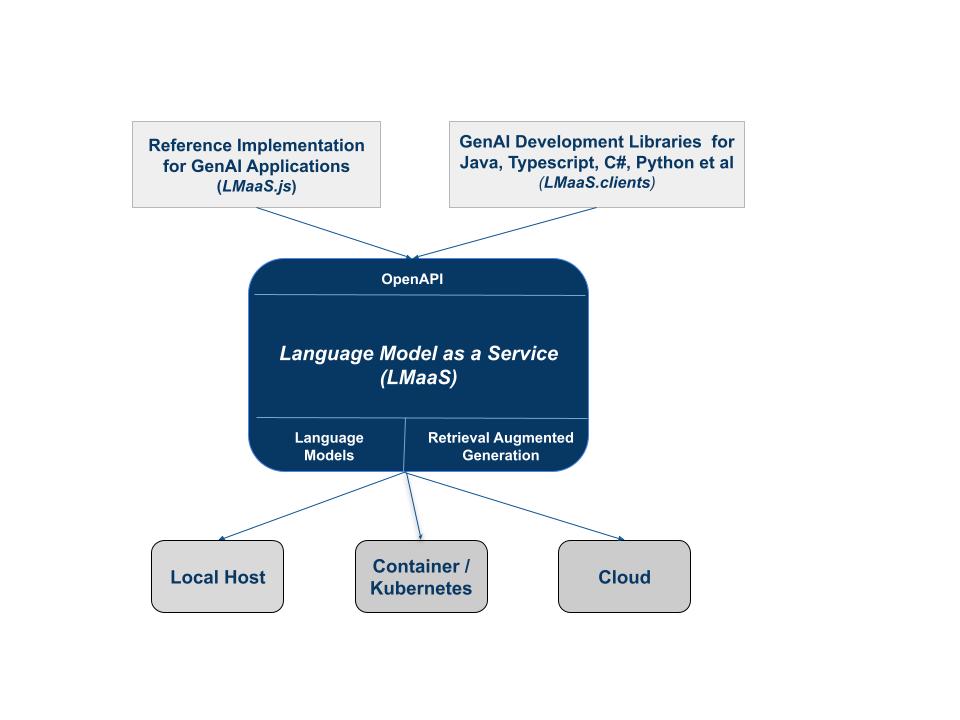 Reference Implementation
for GenAI Applications
(LMaaS.js)
GenAI Development Libraries for
Java, Typescript, C#, Python et al
(LMaaS.clients)
OpenAPI
Language Model as a Service
(LMaaS)
Language
Models
Retrieval Augmented
Generation
Local Host
Container /
Kubernetes
Cloud